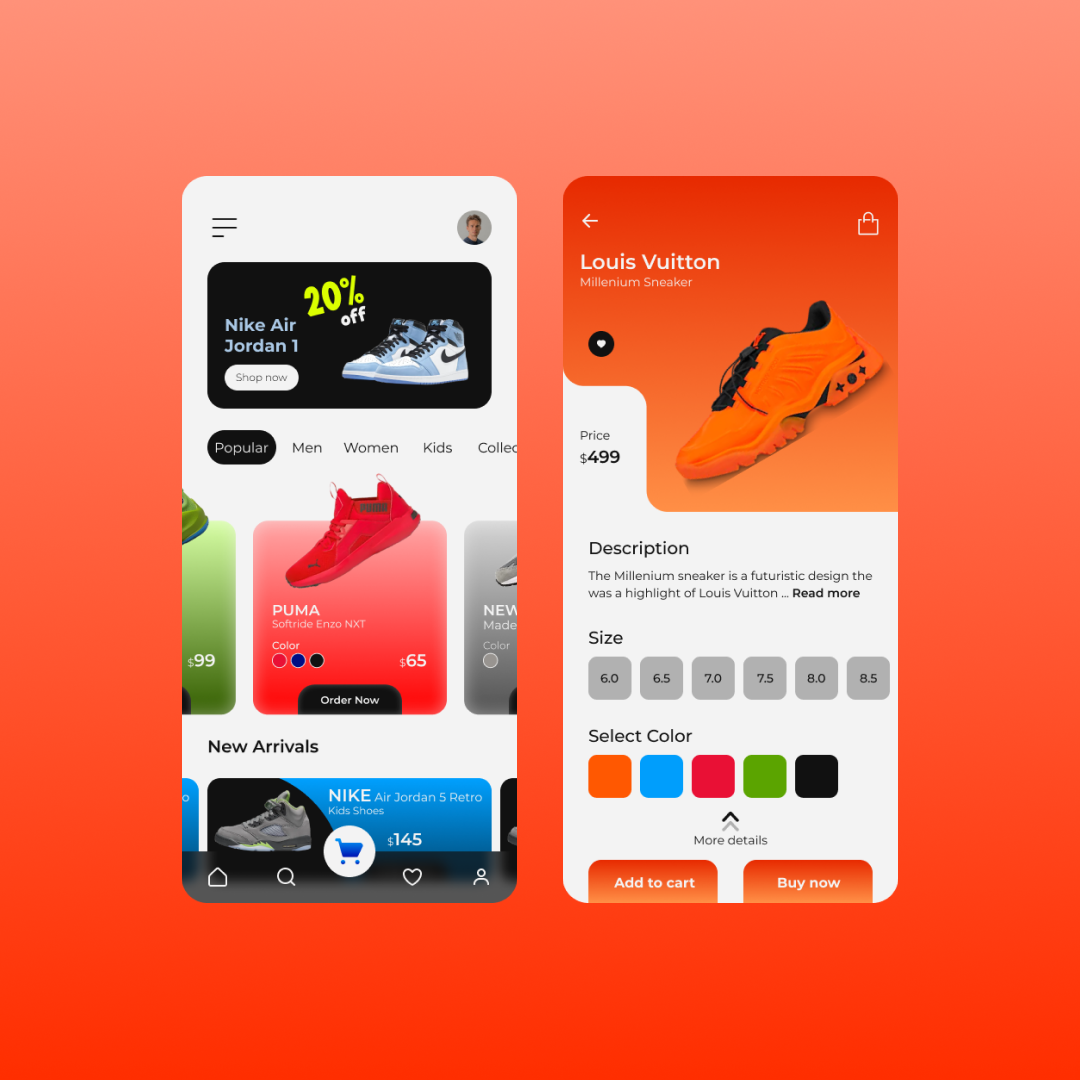 20%
off
Nike Air
Jordan 1
Shop now
Popular Men Women Kids Collec
PUMA
PUMA
Softride Enzo NXT
Color
$65
Order Now
$99
NEW
Made
Color
New Arrivals
o
NIKE Air Jordan 5 Retro
Kids Shoes
$145
Louis Vuitton
Millenium Sneaker
Price
$499
Description
The Millenium sneaker is a futuristic design the
was a highlight of Louis Vuitton ... Read more
Size
6.0 6.5 7.0 7.5 8.0 8.5
Select Color
More details
Add to cart Buy now